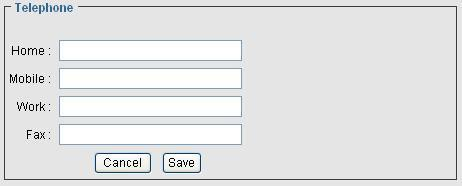 Telephone
Home :
Mobile :
Work :
Fax :
Cancel Save